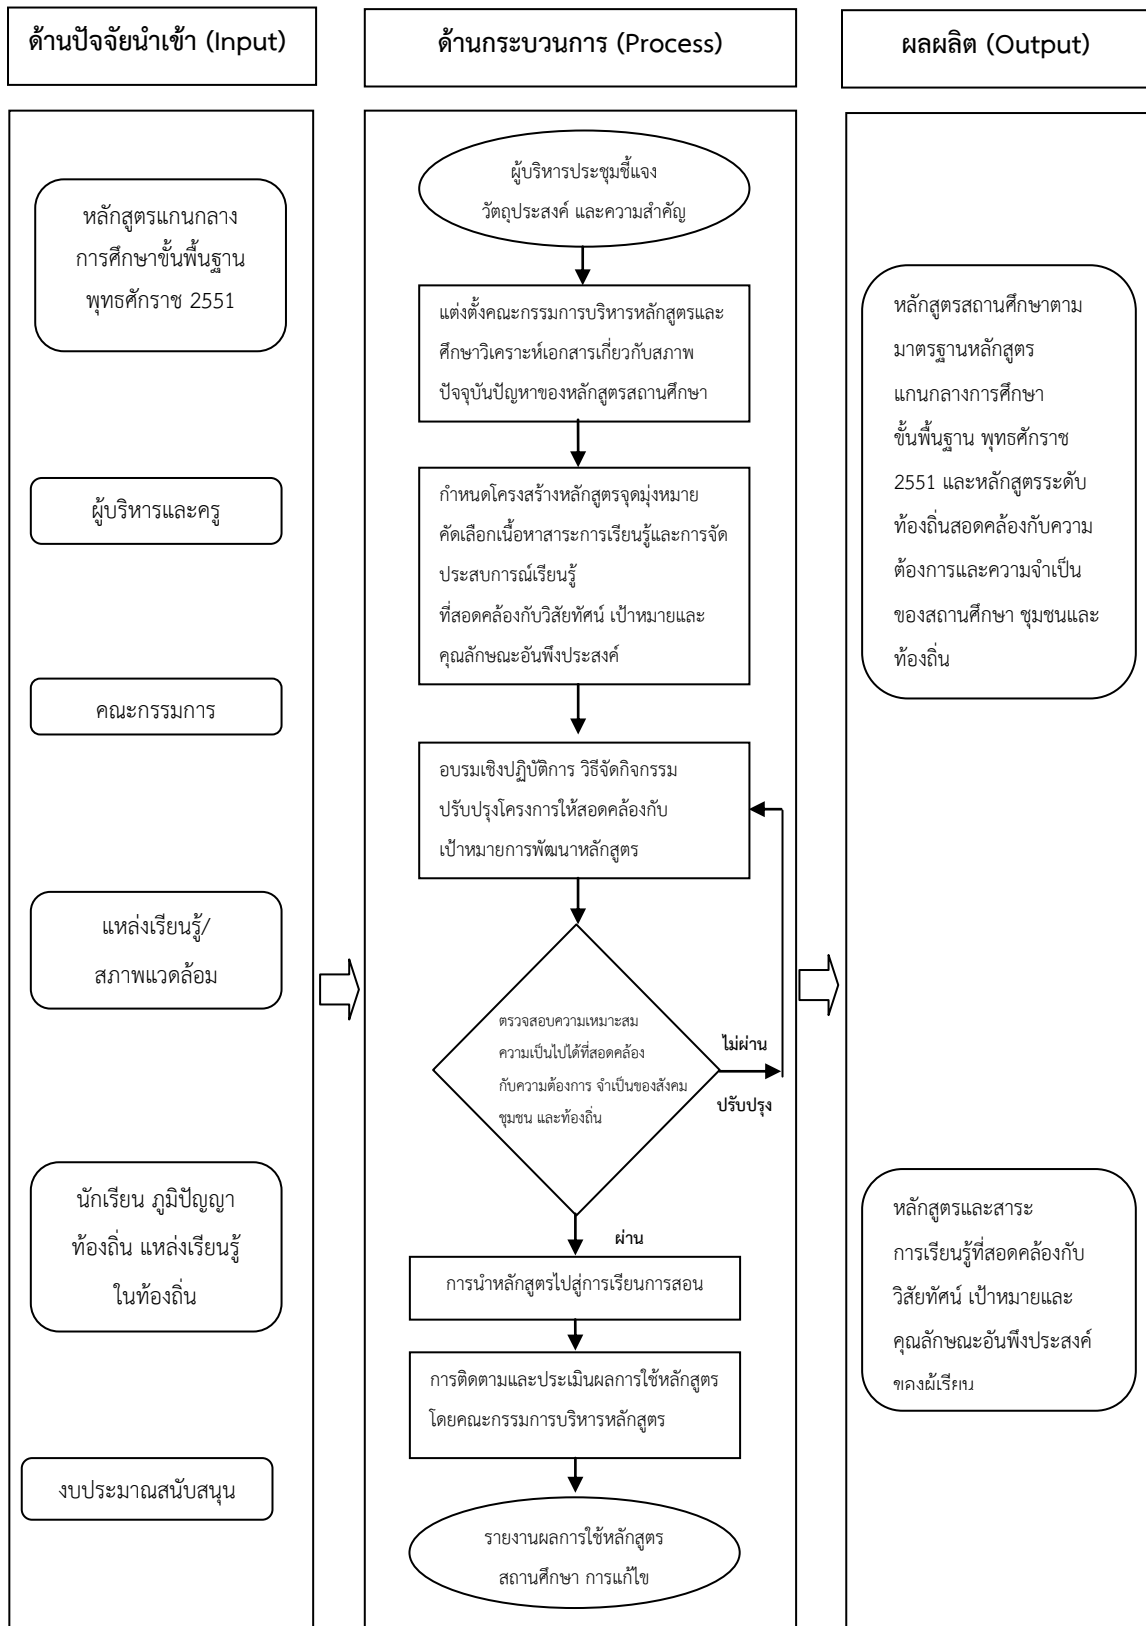 ด้านปัจจัยนำเข้า (Input)
ด้านกระบวนการ (Process)
ผลผลิต (Output)
หลักสูตรแกนกลาง
การศึกษาขั้นพื้นฐาน
พุทธศักราช 2551
ผู้บริหารและครู
คณะกรรมการ
แหล่งเรียนรู้/
สภาพแวดล้อม
นักเรียน ภูมิปัญญา
ท้องถิ่น แหล่งเรียนรู้
ในท้องถิ่น
งบประมาณสนับสนุน
ผู้บริหารประชุมชี้แจง
วัตถุประสงค์ และความสำคัญ
แต่งตั้งคณะกรรมการบริหารหลักสูตรและ
ศึกษาวิเคราะห์เอกสารเกี่ยวกับสภาพ
ปัจจุบันปัญหาของหลักสูตรสถานศึกษา
กำหนดโครงสร้างหลักสูตรจุดมุ่งหมาย
คัดเลือกเนื้อหาสาระการเรียนรู้และการจัด
ประสบการณ์เรียนรู้
ที่สอดคล้องกับวิสัยทัศน์ เป้าหมายและ
คุณลักษณะอันพึงประสงค์
อบรมเชิงปฏิบัติการ วิธีจัดกิจกรรม
ปรับปรุงโครงการให้สอดคล้องกับ
เป้าหมายการพัฒนาหลักสูตร
ตรวจสอบความเหมาะสม
ความเป็นไปได้ที่สอดคล้อง
กับความต้องการ จำเป็นของสังคม
ชุมชน และท้องถิ่น
ไม่ผ่าน
ปรับปรุง
ผ่าน
การนำหลักสูตรไปสู่การเรียนการสอน
การติดตามและประเมินผลการใช้หลักสูตร
โดยคณะกรรมการบริหารหลักสูตร
รายงานผลการใช้หลักสูตร
สถานศึกษา การแก้ไข
หลักสูตรสถานศึกษาตาม
มาตรฐานหลักสูตร
แกนกลางการศึกษา
ขั้นพื้นฐาน พุทธศักราช
2551 และหลักสูตรระดับ
ท้องถิ่นสอดคล้องกับความ
ต้องการและความจำเป็น
ของสถานศึกษา ชุมชนและ
ท้องถิ่น
หลักสูตรและสาระ
การเรียนรู้ที่สอดคล้องกับ
วิสัยทัศน์ เป้าหมายและ
คุณลักษณะอันพึงประสงค์
ของผู้เรียน